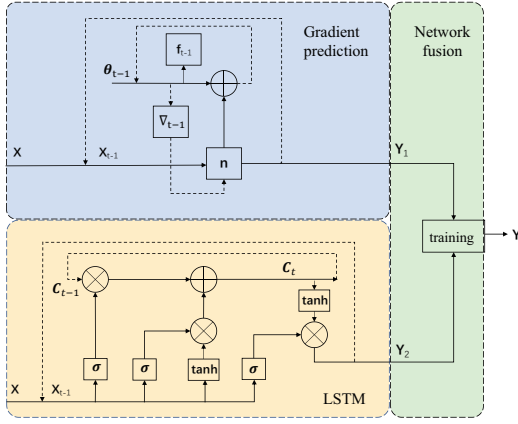 Gradient
prediction
Network
fusion
f_{t-1}
θ_{t-1}
∇_{t-1}
X
X_{t-1}
n
Y_1
training
Y
C_{t-1}
C_t
tanh
σ
σ
tanh
σ
Y_2
X
X_{t-1}
LSTM